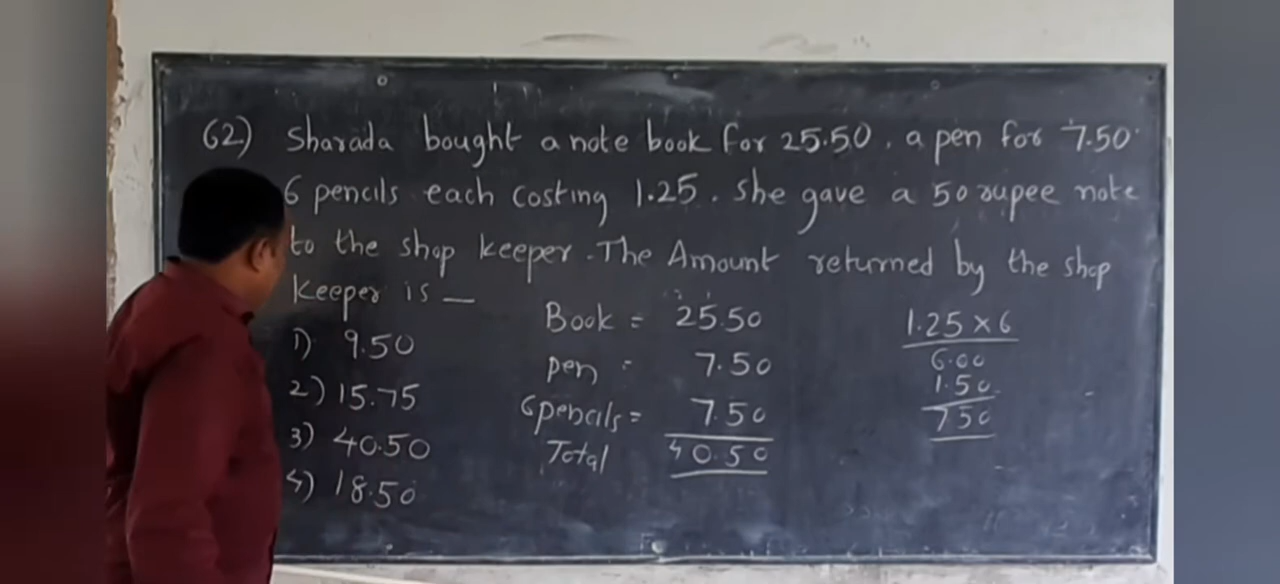 62) Sharada bought a note book for 25.50, a pen for 7.50
6 pencils each costing 1.25. She gave a 50 rupee note
to the shop keeper. The Amount returned by the shop
keeper is —
1) 9.50
2) 15.75
3) 40.50
4) 18.50
Book = 25.50
pen = 7.50
6 pencils = 7.50
Total 40.50
1.25 × 6
6.00
1.50
750